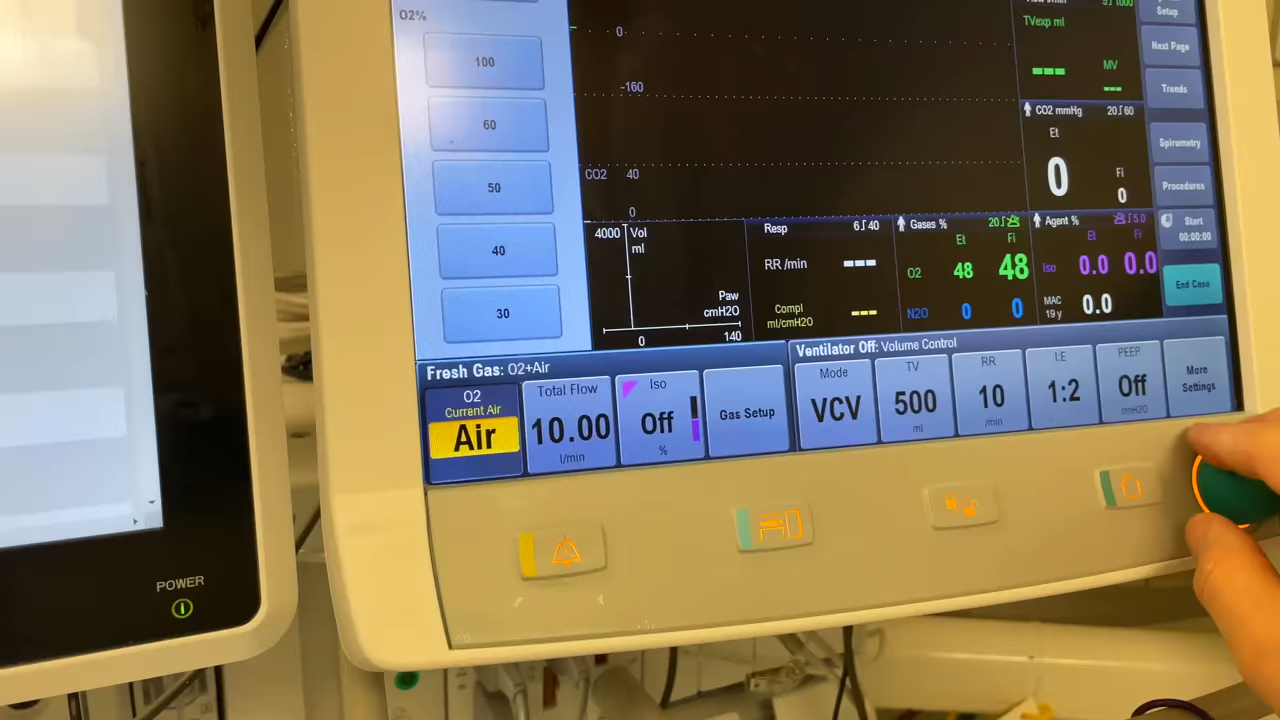 O2%
100
60
50
40
30
0
-160
CO2 40
0
4000 Vol
ml
Paw
cmH2O
0 140
Resp 6 40
RR /min ---
Compl
ml/cmH2O ---
TVexp ml
---
MV
---
CO2 mmHg 20 60
Et
0
Fi
0
Gases % 20
Et Fi
O2 48 48
N2O 0 0
Agent % 5.0
Et Fi
Iso 0.0 0.0
MAC
19 y 0.0
Setup
Next Page
Trends
Spirometry
Procedures
Start
00:00:00
End Case
Fresh Gas: O2+Air
O2
Current Air
Air
Total Flow
10.00
l/min
Iso
Off
%
Gas Setup
Ventilator Off: Volume Control
Mode
VCV
TV
500
ml
RR
10
/min
I:E
1:2
PEEP
Off
cmH2O
More
Settings
POWER